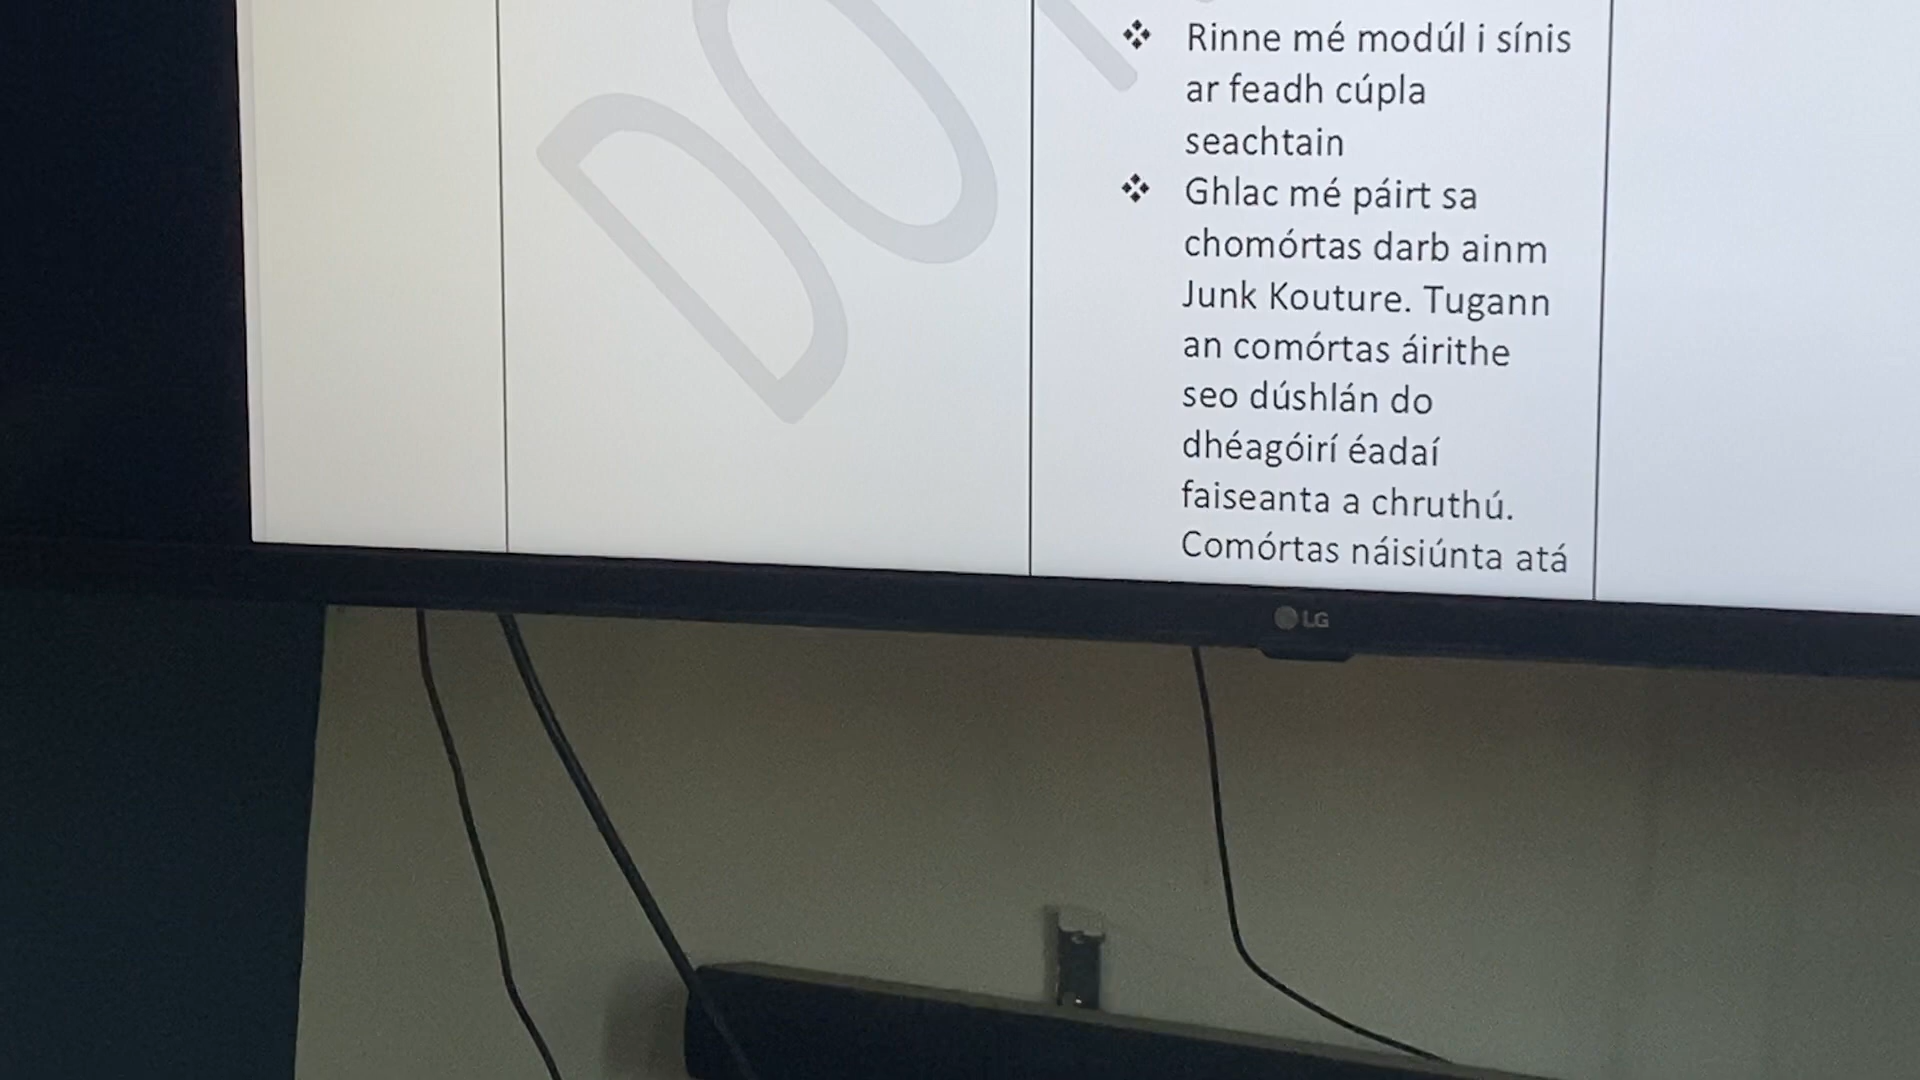 Rinne mé modúl i sínis
ar feadh cúpla
seachtain
Ghlac mé páirt sa
chomórtas darb ainm
Junk Kouture. Tugann
an comórtas áirithe
seo dúshlán do
dhéagóirí éadaí
faiseanta a chruthú.
Comórtas náisiúnta atá
DO
LG